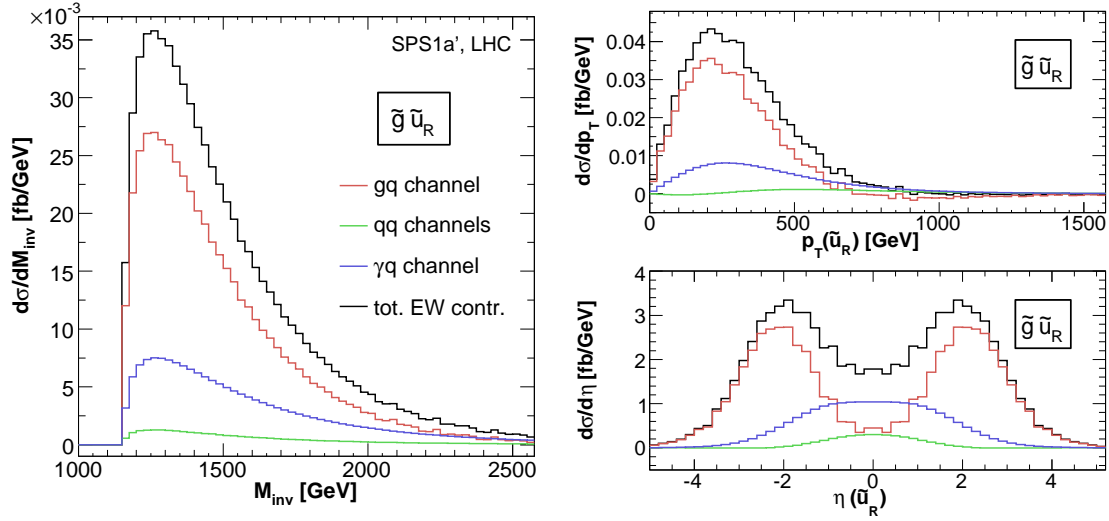 ×10⁻³
35
30
25
20
15
10
5
0
dσ/dM_inv [fb/GeV]
SPS1a', LHC
g̃ ũ_R
gq channel
qq channels
γq channel
tot. EW contr.
1000 1500 2000 2500
M_inv [GeV]
0.04
0.03
0.02
0.01
0
dσ/dp_T [fb/GeV]
g̃ ũ_R
0 500 1000 1500
p_T(ũ_R) [GeV]
4
3
2
1
0
dσ/dη [fb/GeV]
g̃ ũ_R
-4 -2 0 2 4
η (ũ_R)